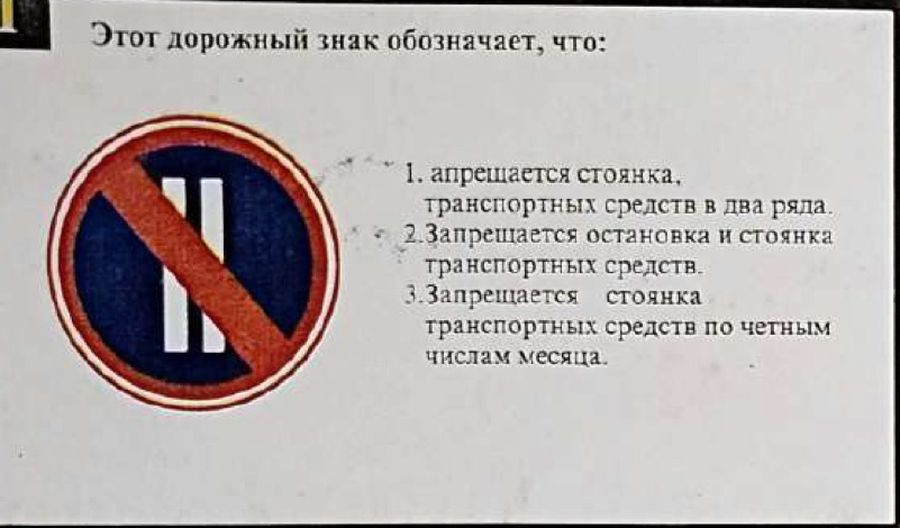 Этот дорожный знак обозначает, что:
1. апрещается стоянка,
транспортных средств в два ряда.
2.Запрещается остановка и стоянка
транспортных средств.
3.Запрещается стоянка
транспортных средств по четным
числам месяца.